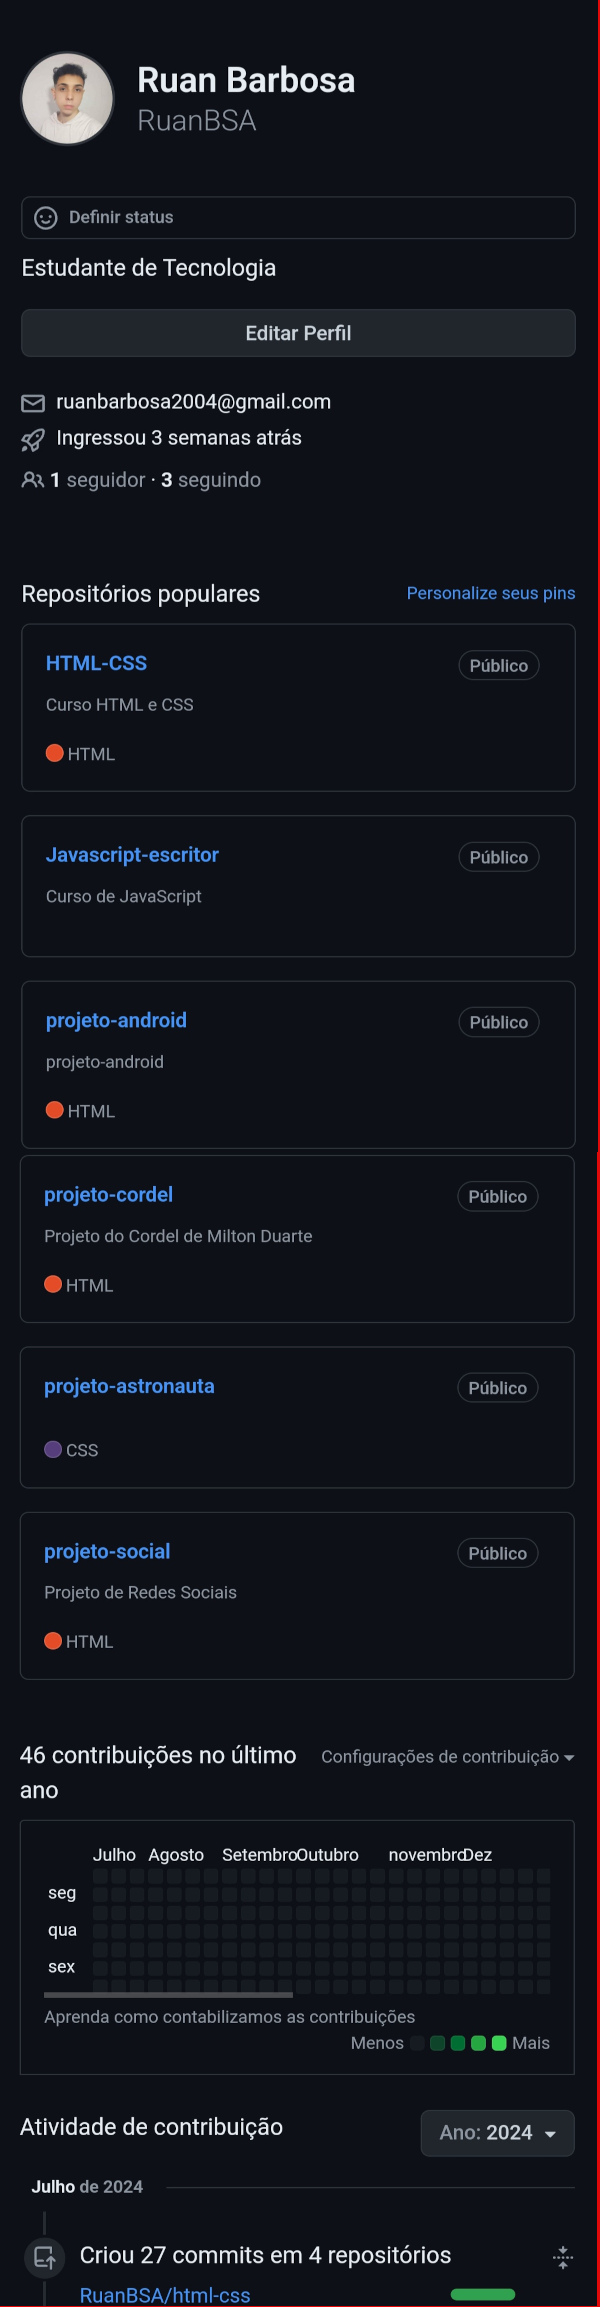 Ruan Barbosa
RuanBSA
Definir status
Estudante de Tecnologia
Editar Perfil
ruanbarbosa2004@gmail.com
Ingressou 3 semanas atrás
1 seguidor · 3 seguindo
Repositórios populares
Personalize seus pins
HTML-CSS
Público
Curso HTML e CSS
HTML
Javascript-escritor
Público
Curso de JavaScript
projeto-android
Público
projeto-android
HTML
projeto-cordel
Público
Projeto do Cordel de Milton Duarte
HTML
projeto-astronauta
Público
CSS
projeto-social
Público
Projeto de Redes Sociais
HTML
46 contribuições no último
ano
Configurações de contribuição
Julho Agosto Setembro Outubro novembro Dez
seg
qua
sex
Aprenda como contabilizamos as contribuições
Menos Mais
Atividade de contribuição
Ano: 2024
Julho de 2024
Criou 27 commits em 4 repositórios
RuanBSA/html-css